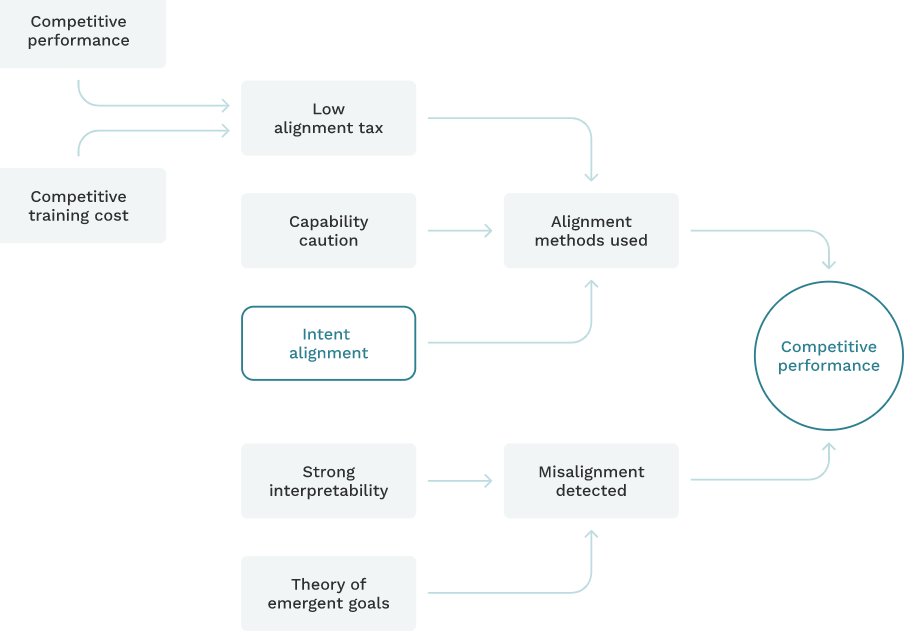 Competitive
performance
Low
alignment tax
Competitive
training cost
Capability
caution
Alignment
methods used
Intent
alignment
Competitive
performance
Strong
interpretability
Misalignment
detected
Theory of
emergent goals